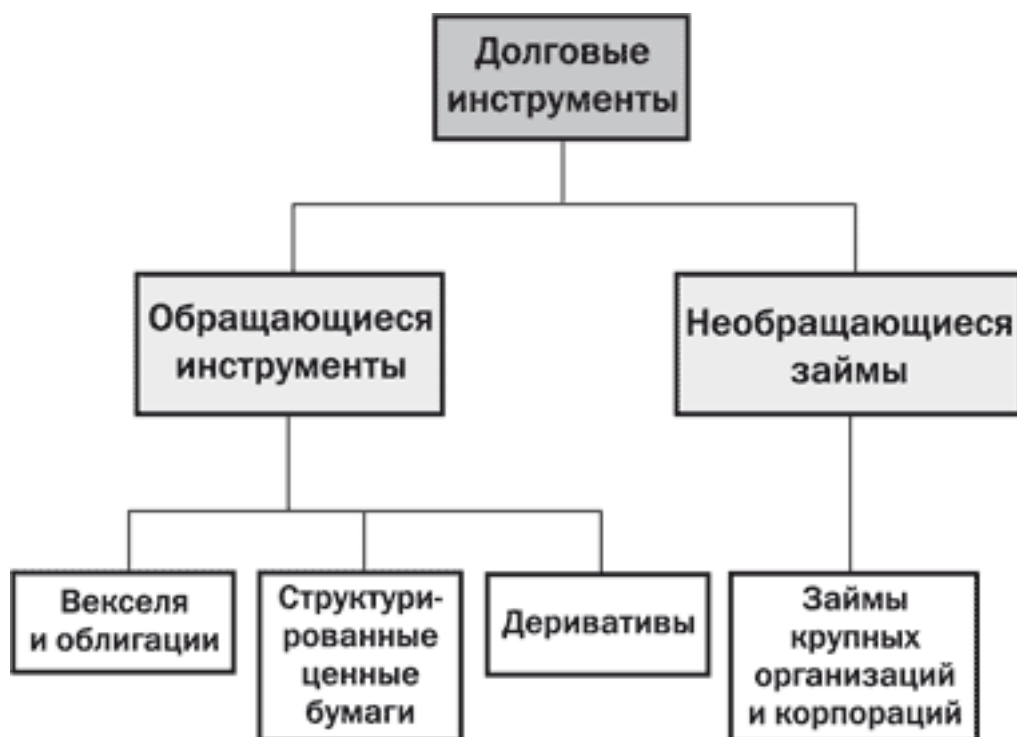 Долговые
инструменты
Обращающиеся
инструменты
Необращающиеся
займы
Векселя
и облигации
Структури-
рованные
ценные
бумаги
Деривативы
Займы
крупных
организаций
и корпораций